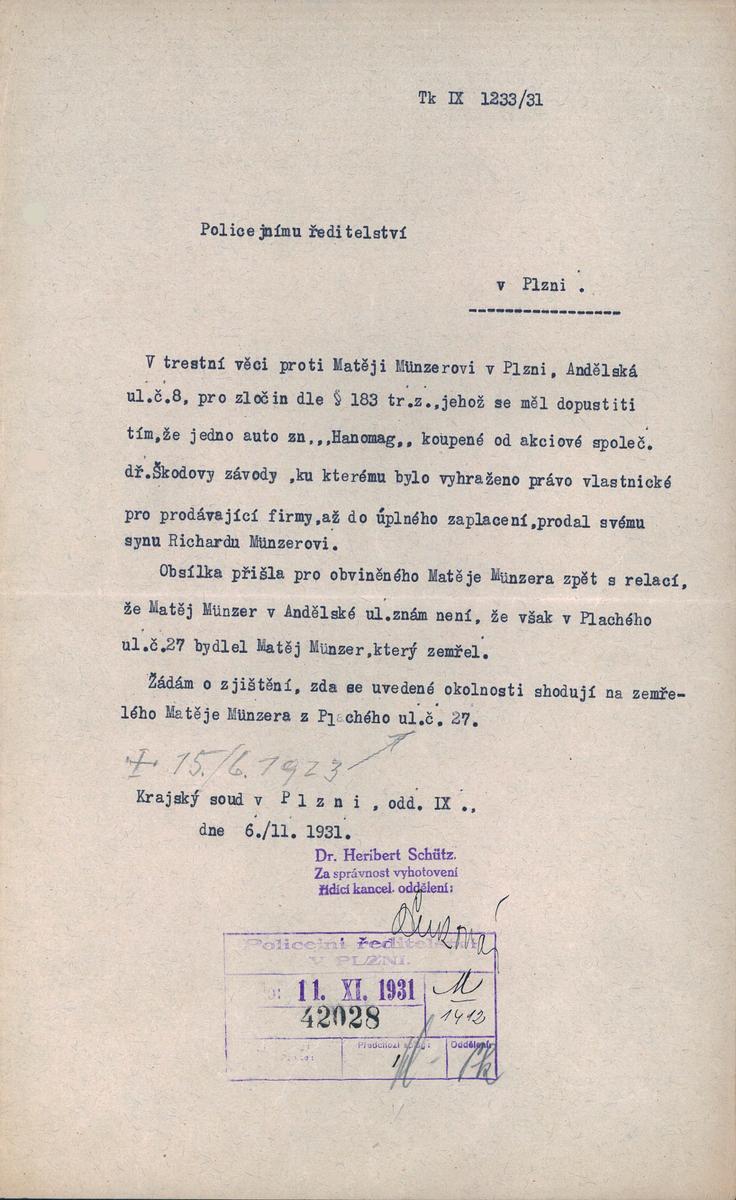 Tk IX 1233/31
Policejnímu ředitelství
v Plzni .
V trestní věci proti Matěji Münzerovi v Plzni, Andělská
ul.č.8, pro zločin dle § 183 tr.z.,jehož se měl dopustiti
tím,že jedno auto zn.,,Hanomag,, koupené od akciové společ.
dř.Škodovy závody ,ku kterému bylo vyhraženo právo vlastnické
pro prodávající firmy,až do úplného zaplacení,prodal svému
synu Richardu Münzerovi.
Obsílka přišla pro obviněného Matěje Münzera zpět s relací,
že Matěj Münzer v Andělské ul.znám není, že však v Plachého
ul.č.27 bydlel Matěj Münzer,který zemřel.
Žádám o zjištění, zda se uvedené okolnosti shodují na zemře-
lého Matěje Münzera z Plachého ul.č. 27.
15./6.1923
Krajský soud v P l z n i , odd. IX .,
dne 6./11. 1931.
Dr. Heribert Schütz.
Za správnost vyhotovení
řídící kancel. oddělení:
Policejní ředitelství
V PLZNI.
11. XI. 1931
M
42028
1412
Předchozí spisy:
Oddělení: